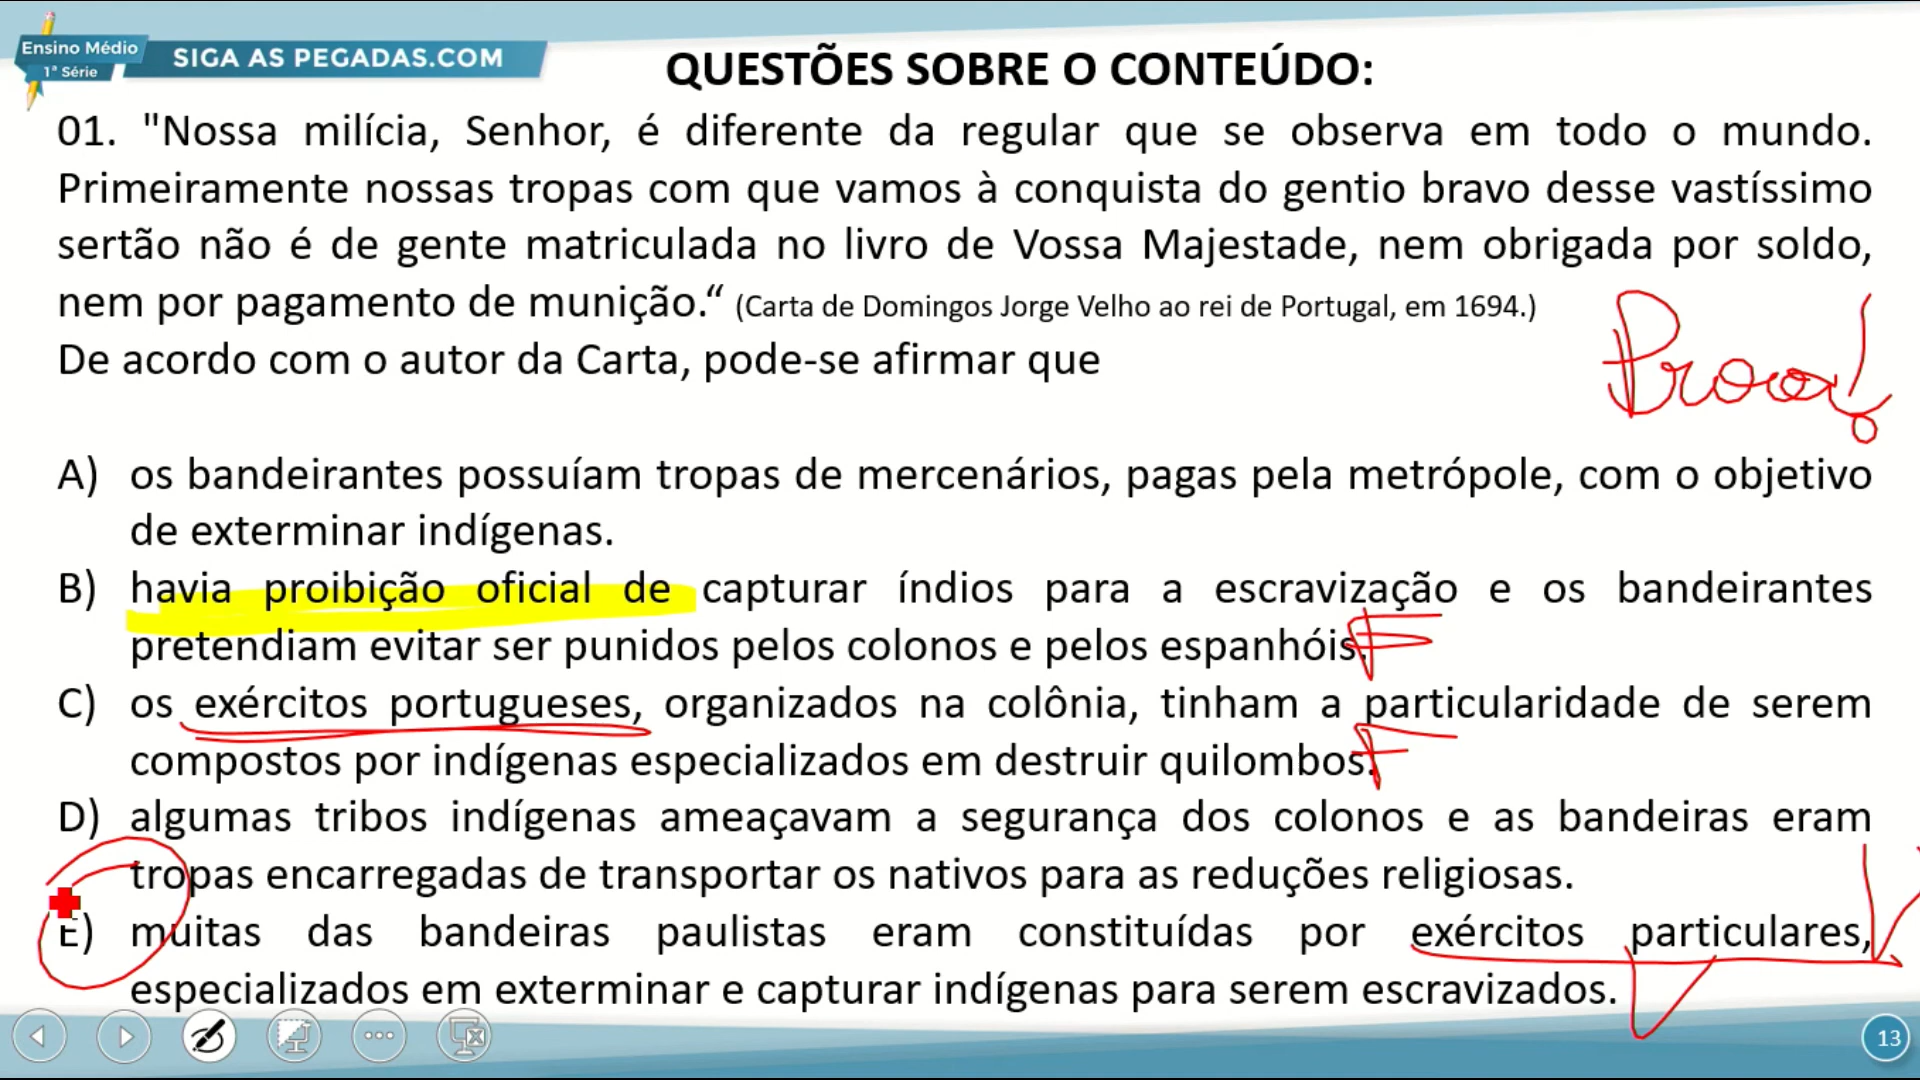 Ensino Médio
1ª Série
SIGA AS PEGADAS.COM
QUESTÕES SOBRE O CONTEÚDO:
01. "Nossa milícia, Senhor, é diferente da regular que se observa em todo o mundo.
Primeiramente nossas tropas com que vamos à conquista do gentio bravo desse vastíssimo
sertão não é de gente matriculada no livro de Vossa Majestade, nem obrigada por soldo,
nem por pagamento de munição.“ (Carta de Domingos Jorge Velho ao rei de Portugal, em 1694.)
De acordo com o autor da Carta, pode-se afirmar que
Prova!
A) os bandeirantes possuíam tropas de mercenários, pagas pela metrópole, com o objetivo
de exterminar indígenas.
B) havia proibição oficial de capturar índios para a escravização e os bandeirantes
pretendiam evitar ser punidos pelos colonos e pelos espanhóis. F
C) os exércitos portugueses, organizados na colônia, tinham a particularidade de serem
compostos por indígenas especializados em destruir quilombos. F
D) algumas tribos indígenas ameaçavam a segurança dos colonos e as bandeiras eram
tropas encarregadas de transportar os nativos para as reduções religiosas.
E) muitas das bandeiras paulistas eram constituídas por exércitos particulares,
especializados em exterminar e capturar indígenas para serem escravizados.
13